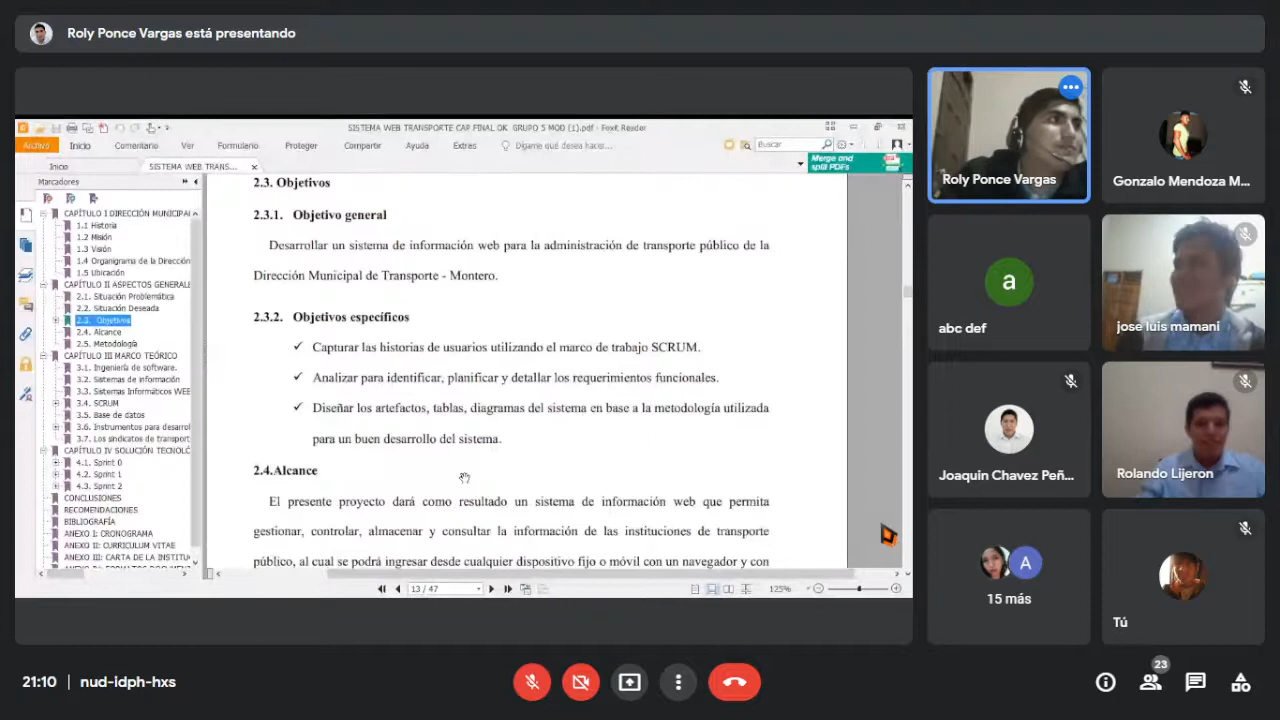 Roly Ponce Vargas está presentando
SISTEMA WEB TRANSPORTE CAP FINAL OK GRUPO 5 MOD (1).pdf - Foxit Reader
Archivo Inicio Comentario Ver Formulario Proteger Compartir Ayuda Extras Dígame qué desea hacer... Buscar
Inicio SISTEMA WEB TRANS...
Merge and
split PDFs
Marcadores
CAPÍTULO I DIRECCIÓN MUNICIPA
1.1 Historia
1.2 Misión
1.3 Visión
1.4 Organigrama de la Dirección
1.5 Ubicación
CAPÍTULO II ASPECTOS GENERALE
2.1. Situación Problemática
2.2. Situación Deseada
2.3. Objetivos
2.4. Alcance
2.5. Metodología
CAPÍTULO III MARCO TEÓRICO
3.1. Ingeniería de software.
3.2. Sistemas de información
3.3. Sistemas Informáticos WEB
3.4. SCRUM
3.5. Base de datos
3.6. Instrumentos para desarrol
3.7. Los sindicatos de transport
CAPÍTULO IV SOLUCIÓN TECNOLÓ
4.1. Sprint 0
4.2. Sprint 1
4.3. Sprint 2
CONCLUSIONES
RECOMENDACIONES
BIBLIOGRAFÍA
ANEXO I: CRONOGRAMA
ANEXO II: CURRICULUM VITAE
ANEXO III: CARTA DE LA INSTITU
2.3. Objetivos
2.3.1. Objetivo general
Desarrollar un sistema de información web para la administración de transporte público de la
Dirección Municipal de Transporte - Montero.
2.3.2. Objetivos específicos
✓ Capturar las historias de usuarios utilizando el marco de trabajo SCRUM.
✓ Analizar para identificar, planificar y detallar los requerimientos funcionales.
✓ Diseñar los artefactos, tablas, diagramas del sistema en base a la metodología utilizada
para un buen desarrollo del sistema.
2.4.Alcance
El presente proyecto dará como resultado un sistema de información web que permita
gestionar, controlar, almacenar y consultar la información de las instituciones de transporte
público, al cual se podrá ingresar desde cualquier dispositivo fijo o móvil con un navegador y con
13 / 47
125%
Roly Ponce Vargas
Gonzalo Mendoza M...
a
abc def
jose luis mamani
Joaquin Chavez Peñ...
Rolando Lijeron
A
15 más
Tú
21:10 | nud-idph-hxs
23